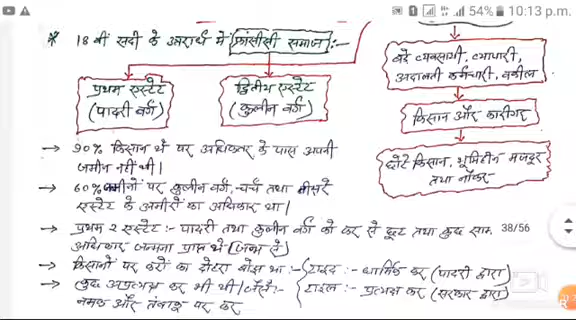 54% 10:13 p.m.
* 18 वी सदी के उत्तरार्ध में फ्रांसीसी समाज :-
प्रथम एस्टेट
(पादरी वर्ग)
द्वितीय एस्टेट
(कुलीन वर्ग)
बड़े व्यवसायी, व्यापारी,
अदालती कर्मचारी, वकील
किसान और कारीगर
छोटे किसान, भूमिहीन मजदूर
तथा नौकर
→ 90% किसान थे पर अधिकतर के पास अपनी
जमीन नहीं थी।
→ 60% जमीनों पर कुलीन वर्ग, चर्च तथा तीसरे
एस्टेट के अमीरों का अधिकार था।
→ प्रथम 2 एस्टेट :- पादरी तथा कुलीन वर्ग को कर से छूट तथा कुछ
अधिकार जन्मना प्राप्त थे (जन्म से)
38/56
→ किसानों पर करों का दोहरा बोझ था :- टाइद :- धार्मिक कर (पादरी द्वारा)
टाइल :- प्रत्यक्ष कर (सरकार द्वारा)
→ कुछ अप्रत्यक्ष कर भी थी। जैसे:-
नमक और तंबाकू पर कर